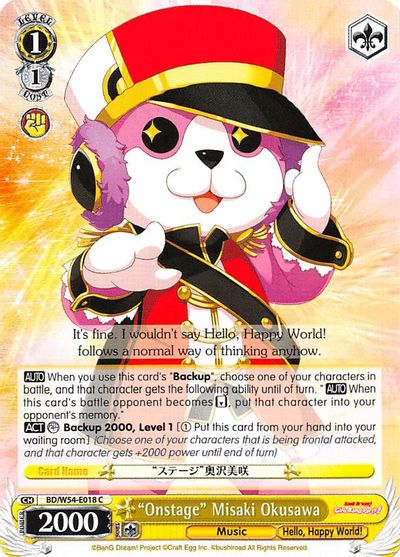 LEVEL
1
1
COST
It's fine. I wouldn't say Hello, Happy World!
follows a normal way of thinking anyhow.
AUTO When you use this card's "Backup", choose one of your characters in
battle, and that character gets the following ability until of turn. " AUTO When
this card's battle opponent becomes , put that character into your
opponent's memory."
ACT Backup 2000, Level 1 [① Put this card from your hand into your
waiting room] (Choose one of your characters that is being frontal attacked,
and that character gets +2000 power until end of turn)
Card Name
“ステージ”奥沢美咲
CH
BD/W54-E018 C
"Onstage" Misaki Okusawa
POWER
2000
Music
Hello, Happy World!
©BanG Dream! Project ©Craft Egg Inc. ©bushiroad All Rights Reserved.